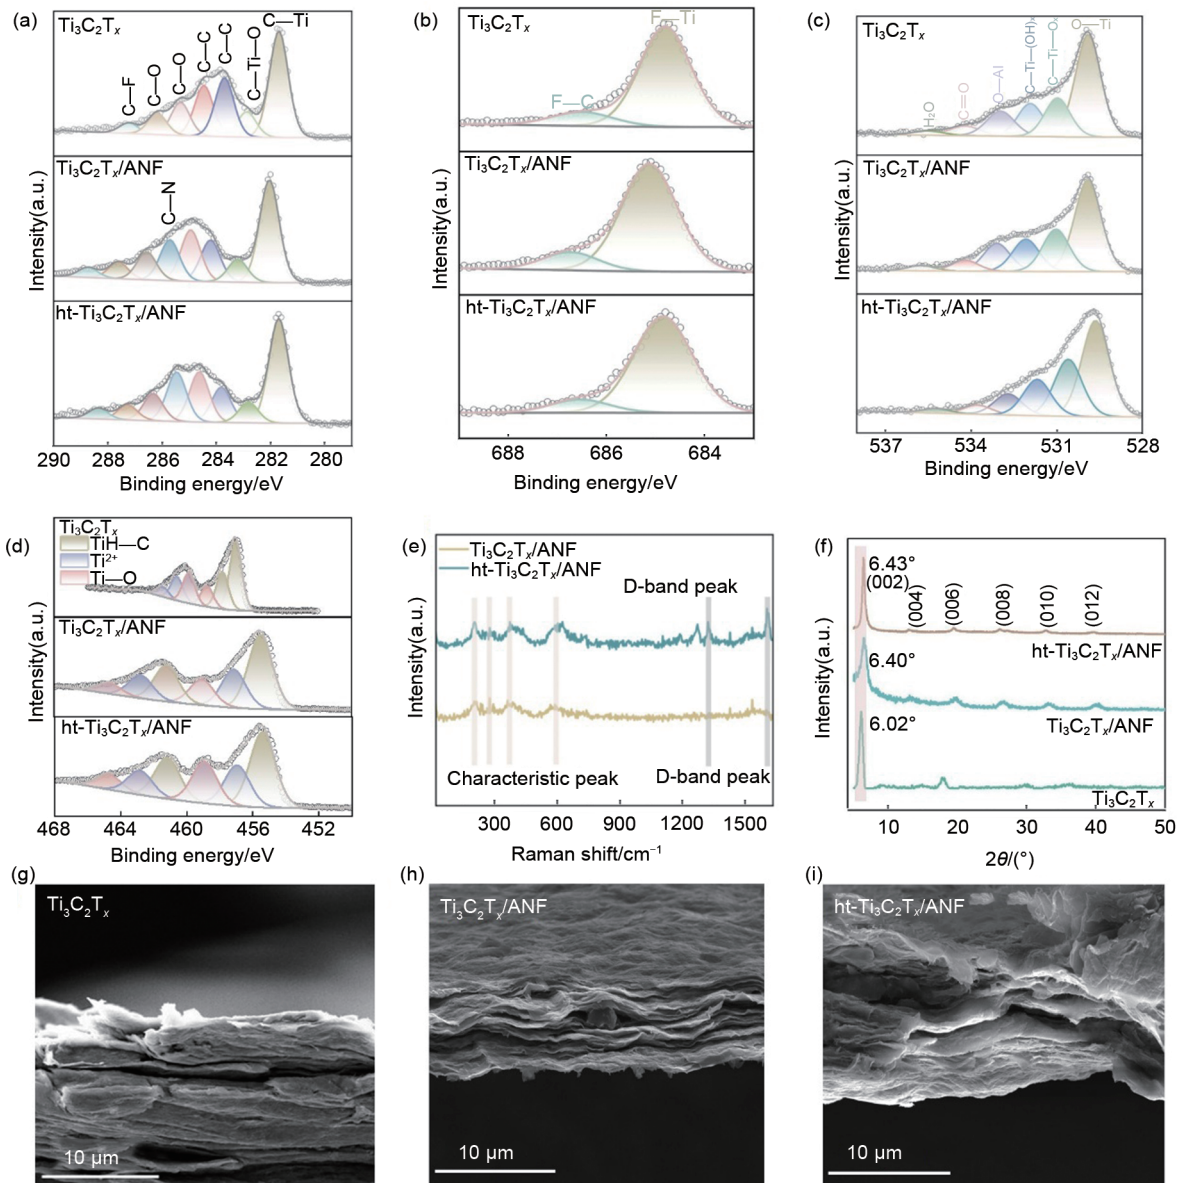 (a)
Ti₃C₂Tₓ
C—F
C—O
C—O
C—C
C—C
C—Ti—O
C—Ti
Ti₃C₂Tₓ/ANF
C—N
ht-Ti₃C₂Tₓ/ANF
Intensity(a.u.)
290 288 286 284 282 280
Binding energy/eV
(b)
Ti₃C₂Tₓ
F—Ti
F—C
Ti₃C₂Tₓ/ANF
ht-Ti₃C₂Tₓ/ANF
Intensity(a.u.)
688 686 684
Binding energy/eV
(c)
Ti₃C₂Tₓ
H₂O
C═O
O—Al
C—Ti—(OH)ₓ
C—Ti—Oₓ
O—Ti
Ti₃C₂Tₓ/ANF
ht-Ti₃C₂Tₓ/ANF
Intensity(a.u.)
537 534 531 528
Binding energy/eV
(d)
Ti₃C₂Tₓ
TiH—C
Ti²⁺
Ti—O
Ti₃C₂Tₓ/ANF
ht-Ti₃C₂Tₓ/ANF
Intensity(a.u.)
468 464 460 456 452
Binding energy/eV
(e)
Ti₃C₂Tₓ/ANF
ht-Ti₃C₂Tₓ/ANF
D-band peak
Characteristic peak
D-band peak
Intensity(a.u.)
300 600 900 1200 1500
Raman shift/cm⁻¹
(f)
6.43°
(002)
(004)
(006)
(008)
(010)
(012)
ht-Ti₃C₂Tₓ/ANF
6.40°
Ti₃C₂Tₓ/ANF
6.02°
Ti₃C₂Tₓ
Intensity(a.u.)
10 20 30 40 50
2θ/(°)
(g)
Ti₃C₂Tₓ
10 μm
(h)
Ti₃C₂Tₓ/ANF
10 μm
(i)
ht-Ti₃C₂Tₓ/ANF
10 μm